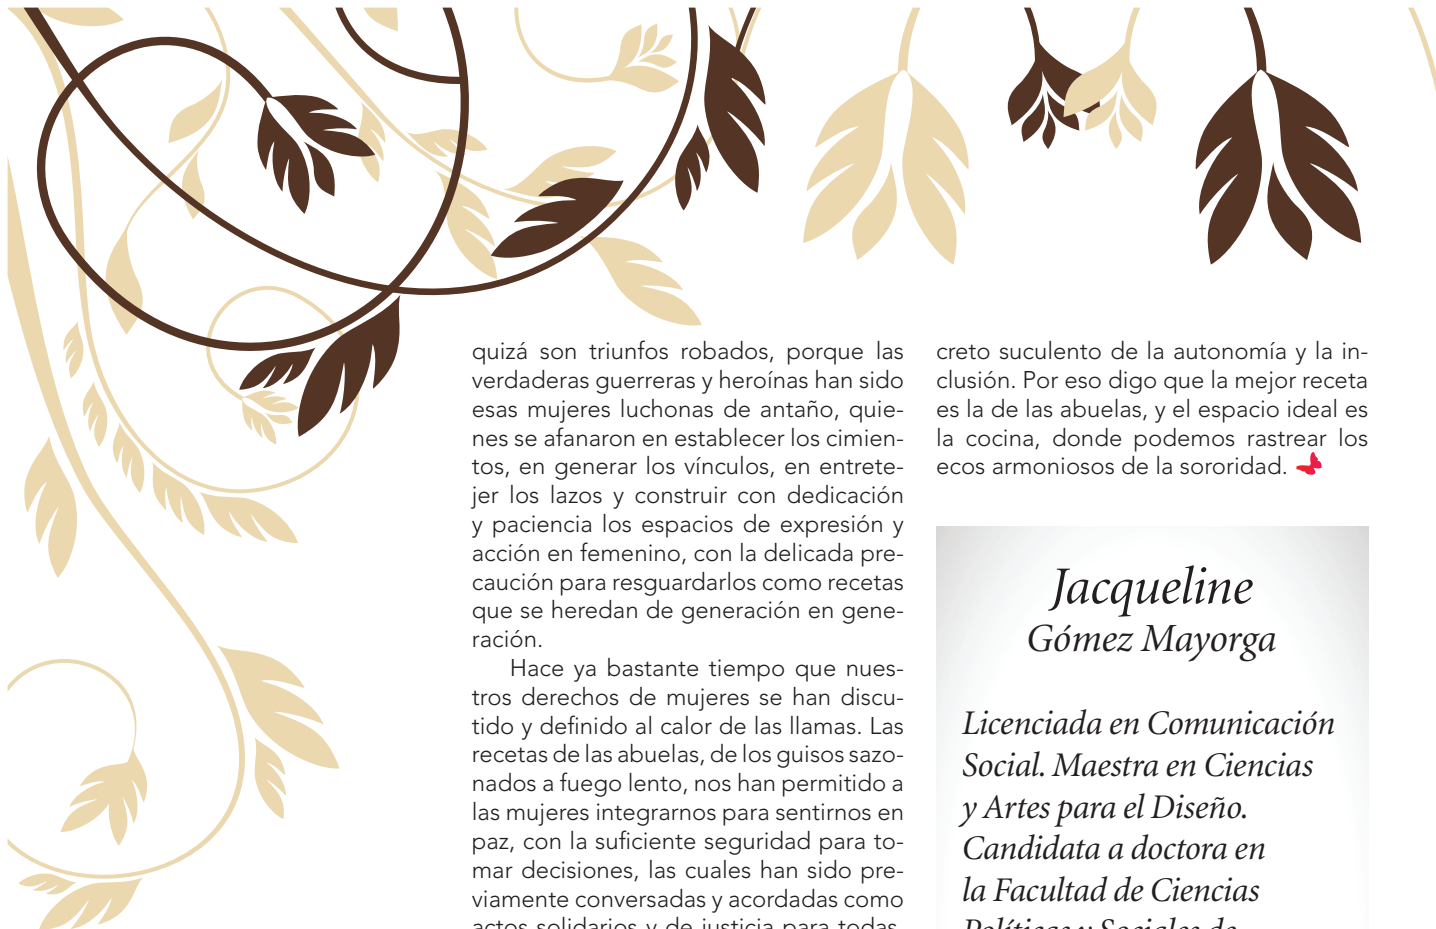 quizá son triunfos robados, porque las
verdaderas guerreras y heroínas han sido
esas mujeres luchonas de antaño, quie-
nes se afanaron en establecer los cimien-
tos, en generar los vínculos, en entrete-
jer los lazos y construir con dedicación
y paciencia los espacios de expresión y
acción en femenino, con la delicada pre-
caución para resguardarlos como recetas
que se heredan de generación en gene-
ración.
Hace ya bastante tiempo que nues-
tros derechos de mujeres se han discu-
tido y definido al calor de las llamas. Las
recetas de las abuelas, de los guisos sazo-
nados a fuego lento, nos han permitido a
las mujeres integrarnos para sentirnos en
paz, con la suficiente seguridad para to-
mar decisiones, las cuales han sido pre-
viamente conversadas y acordadas como
actos solidarios y de justicia para todas,
creto suculento de la autonomía y la in-
clusión. Por eso digo que la mejor receta
es la de las abuelas, y el espacio ideal es
la cocina, donde podemos rastrear los
ecos armoniosos de la sororidad.
Jacqueline
Gómez Mayorga
Licenciada en Comunicación
Social. Maestra en Ciencias
y Artes para el Diseño.
Candidata a doctora en
la Facultad de Ciencias
Políticas y Sociales de